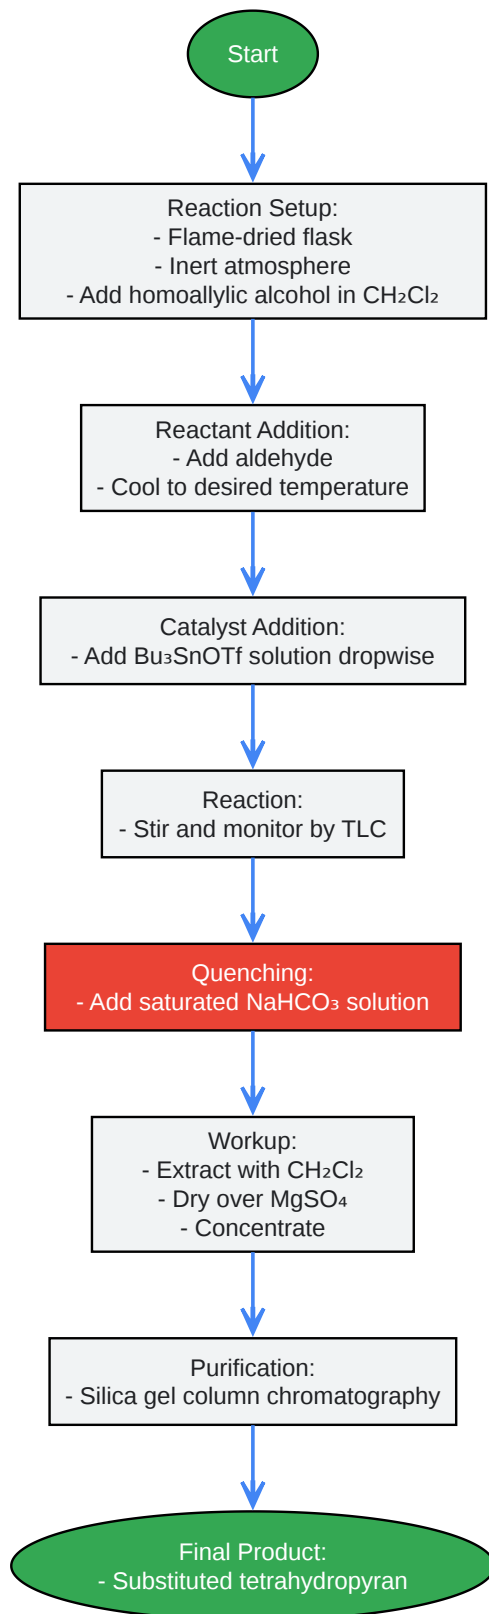 Start
Reaction Setup:
- Flame-dried flask
- Inert atmosphere
- Add homoallylic alcohol in CH₂Cl₂
Reactant Addition:
- Add aldehyde
- Cool to desired temperature
Catalyst Addition:
- Add Bu₃SnOTf solution dropwise
Reaction:
- Stir and monitor by TLC
Quenching:
- Add saturated NaHCO₃ solution
Workup:
- Extract with CH₂Cl₂
- Dry over MgSO₄
- Concentrate
Purification:
- Silica gel column chromatography
Final Product:
- Substituted tetrahydropyran